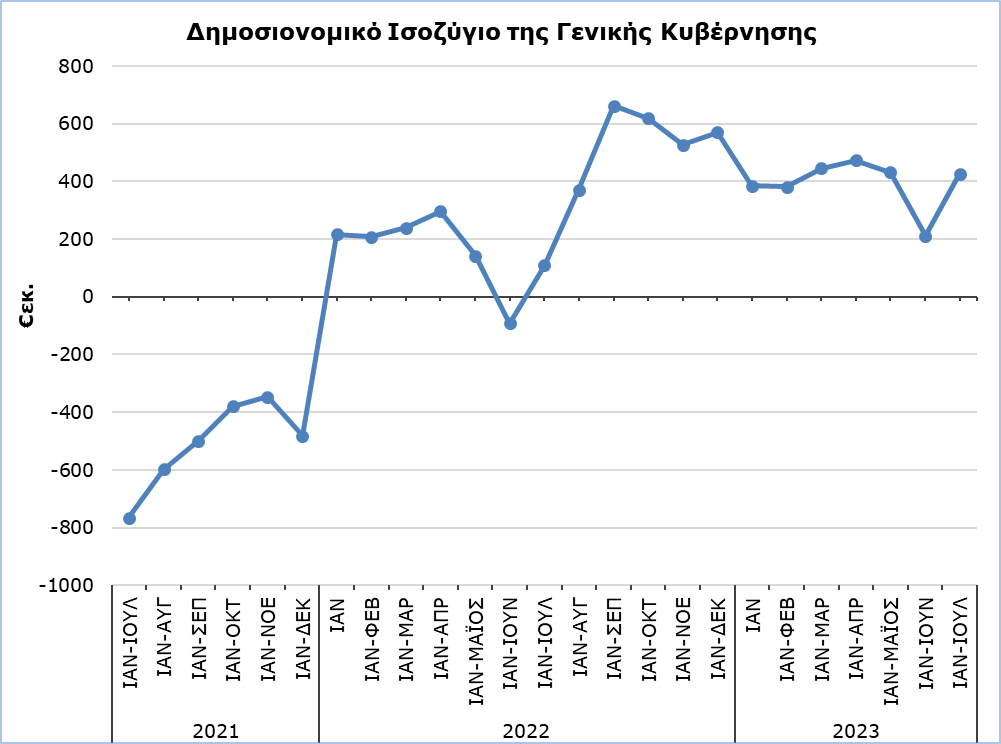 Δημοσιονομικό Ισοζύγιο της Γενικής Κυβέρνησης
€εκ.
800
600
400
200
0
-200
-400
-600
-800
-1000
ΙΑΝ-ΙΟΥΛ
ΙΑΝ-ΑΥΓ
ΙΑΝ-ΣΕΠ
ΙΑΝ-ΟΚΤ
ΙΑΝ-ΝΟΕ
ΙΑΝ-ΔΕΚ
ΙΑΝ
ΙΑΝ-ΦΕΒ
ΙΑΝ-ΜΑΡ
ΙΑΝ-ΑΠΡ
ΙΑΝ-ΜΑΪΟΣ
ΙΑΝ-ΙΟΥΝ
ΙΑΝ-ΙΟΥΛ
ΙΑΝ-ΑΥΓ
ΙΑΝ-ΣΕΠ
ΙΑΝ-ΟΚΤ
ΙΑΝ-ΝΟΕ
ΙΑΝ-ΔΕΚ
ΙΑΝ
ΙΑΝ-ΦΕΒ
ΙΑΝ-ΜΑΡ
ΙΑΝ-ΑΠΡ
ΙΑΝ-ΜΑΪΟΣ
ΙΑΝ-ΙΟΥΝ
ΙΑΝ-ΙΟΥΛ
2021
2022
2023